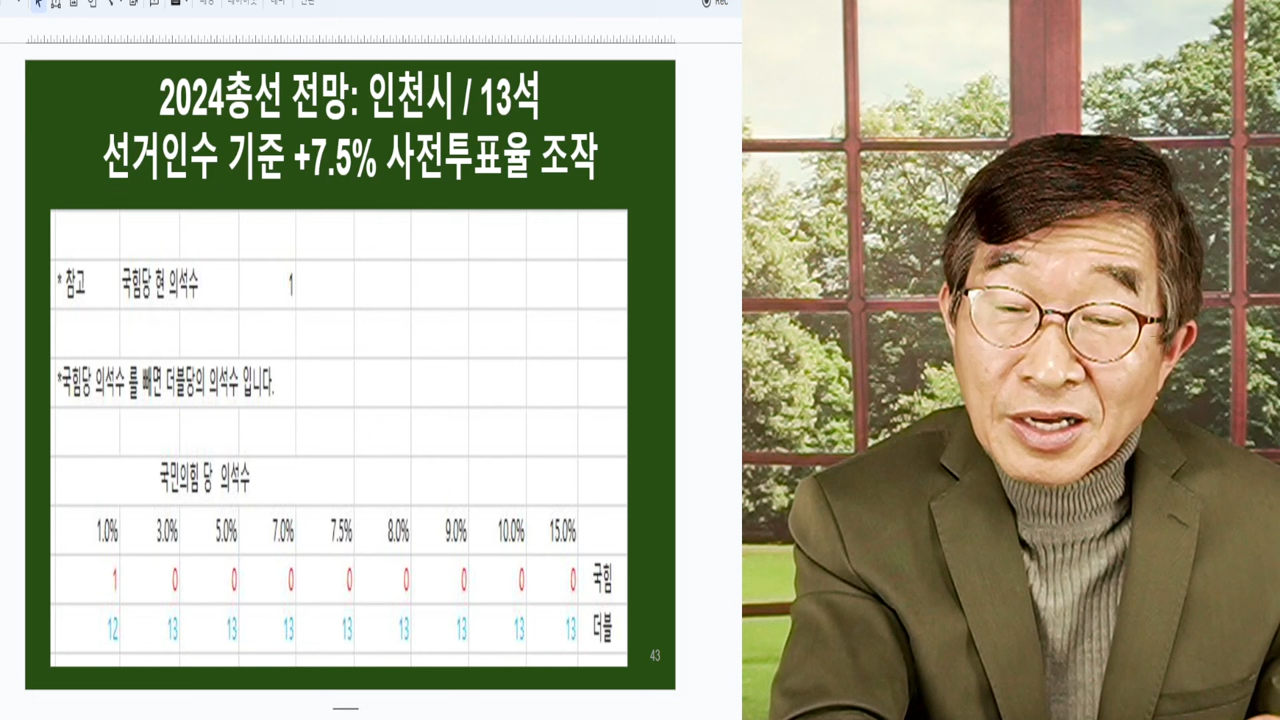 Rec
2024총선 전망: 인천시 / 13석
선거인수 기준 +7.5% 사전투표율 조작
* 참고 국힘당 현 의석수 1
*국힘당 의석수 를 빼면 더블당의 의석수 입니다.
국민의힘 당 의석수
1.0% 3.0% 5.0% 7.0% 7.5% 8.0% 9.0% 10.0% 15.0%
1 0 0 0 0 0 0 0 0 국힘
12 13 13 13 13 13 13 13 13 더블
43